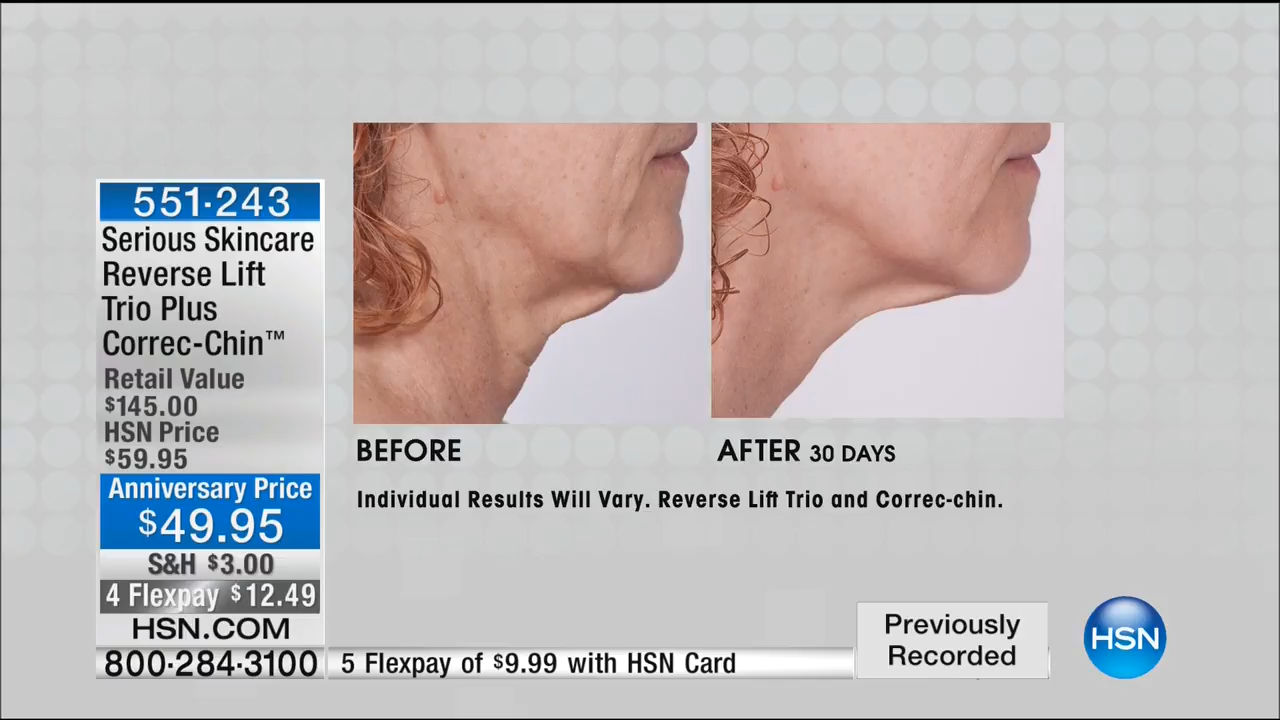 551·243
Serious Skincare
Reverse Lift
Trio Plus
Correc-Chin™
Retail Value
$145.00
HSN Price
$59.95
Anniversary Price
$49.95
S&H $3.00
4 Flexpay $12.49
HSN.COM
800·284·3100
BEFORE
AFTER 30 DAYS
Individual Results Will Vary. Reverse Lift Trio and Correc-chin.
5 Flexpay of $9.99 with HSN Card
Previously
Recorded
HSN